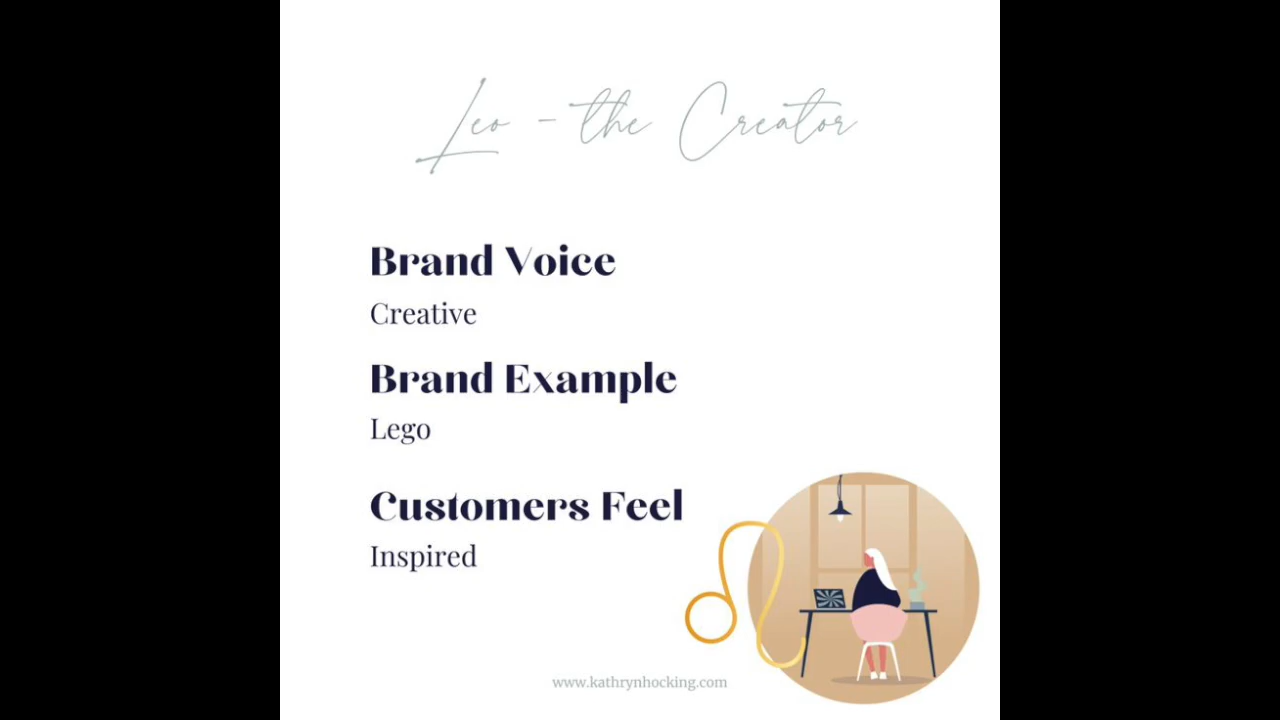 Leo - the Creator
Brand Voice
Creative
Brand Example
Lego
Customers Feel
Inspired
www.kathrynhocking.com